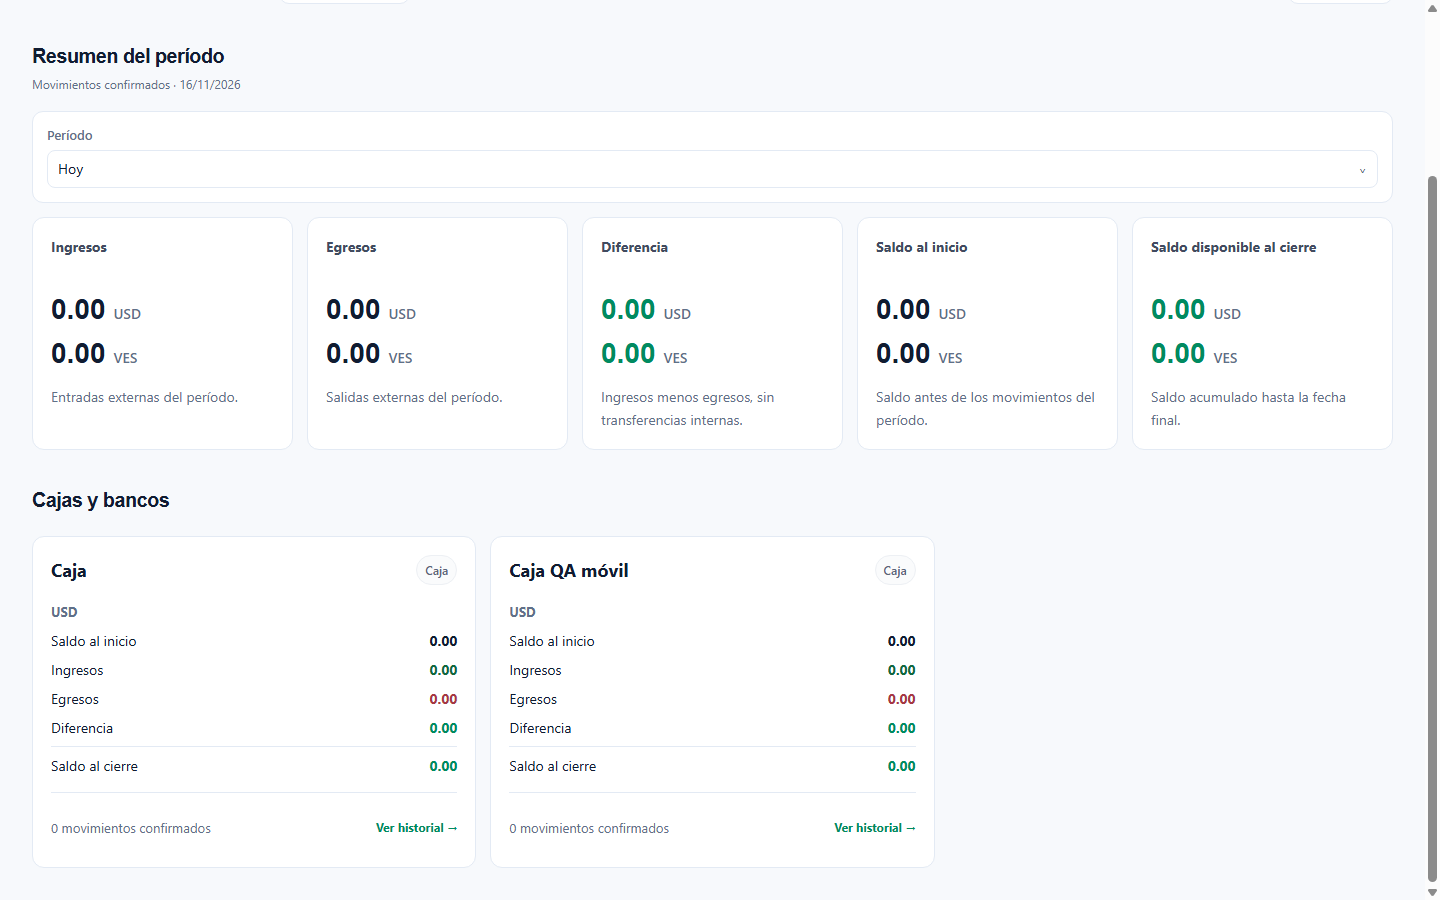 Resumen del período
Movimientos confirmados · 16/11/2026
Período
Hoy
Ingresos
0.00 USD
0.00 VES
Entradas externas del período.
Egresos
0.00 USD
0.00 VES
Salidas externas del período.
Diferencia
0.00 USD
0.00 VES
Ingresos menos egresos, sin
transferencias internas.
Saldo al inicio
0.00 USD
0.00 VES
Saldo antes de los movimientos del
período.
Saldo disponible al cierre
0.00 USD
0.00 VES
Saldo acumulado hasta la fecha
final.
Cajas y bancos
Caja Caja
USD
Saldo al inicio 0.00
Ingresos 0.00
Egresos 0.00
Diferencia 0.00
Saldo al cierre 0.00
0 movimientos confirmados Ver historial →
Caja QA móvil Caja
USD
Saldo al inicio 0.00
Ingresos 0.00
Egresos 0.00
Diferencia 0.00
Saldo al cierre 0.00
0 movimientos confirmados Ver historial →